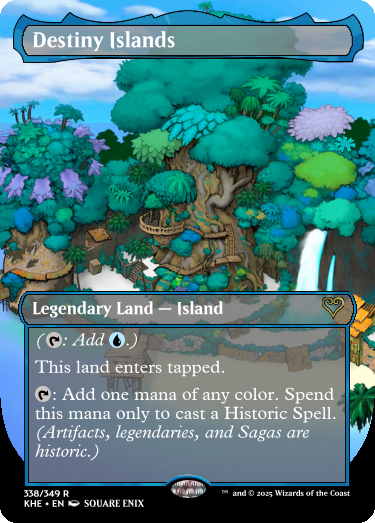 Destiny Islands
Legendary Land — Island
(: Add .)
This land enters tapped.
: Add one mana of any color. Spend
this mana only to cast a Historic Spell.
(Artifacts, legendaries, and Sagas are
historic.)
338/349 R
KHE • EN SQUARE ENIX
™ and © 2025 Wizards of the Coast